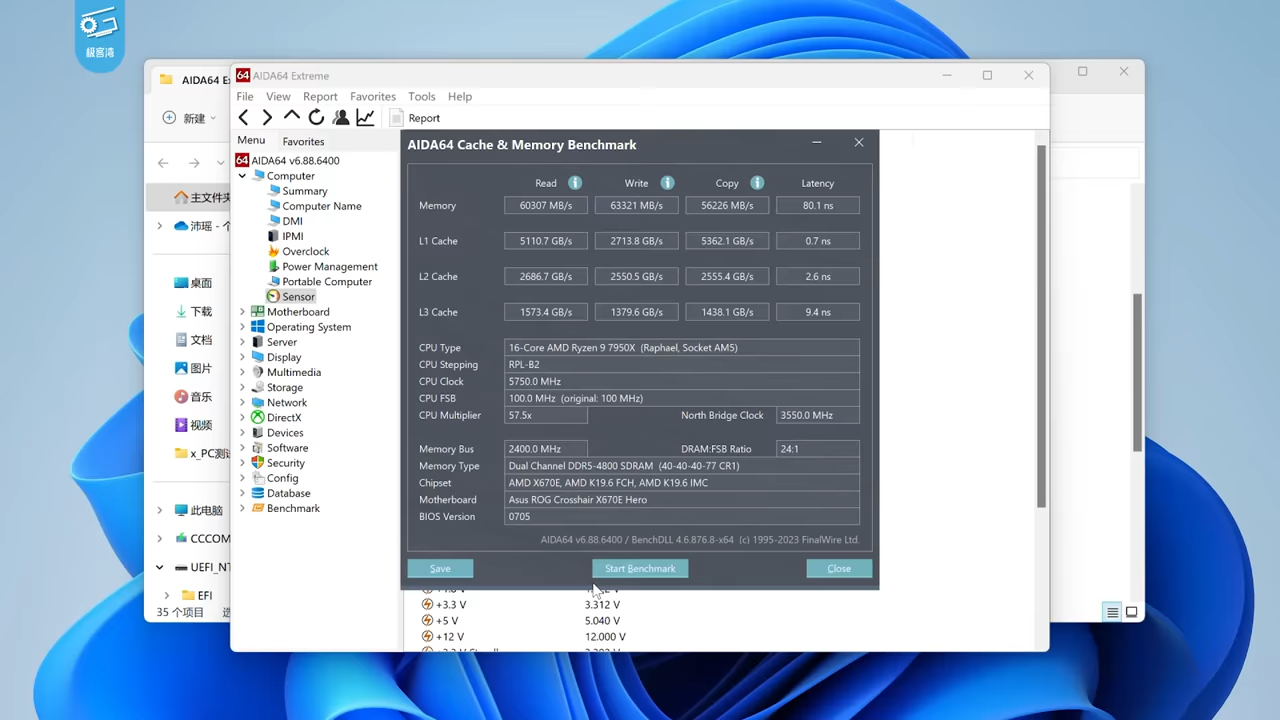 极客湾
AIDA64 Ex
新建
主文件夹
沛瑶 - 个
桌面
下载
文档
图片
音乐
视频
x_PC测试
此电脑
CCCOM
UEFI_NT
EFI
35 个项目
AIDA64 Extreme
File View Report Favorites Tools Help
Report
Menu Favorites
AIDA64 v6.88.6400
Computer
Summary
Computer Name
DMI
IPMI
Overclock
Power Management
Portable Computer
Sensor
Motherboard
Operating System
Server
Display
Multimedia
Storage
Network
DirectX
Devices
Software
Security
Config
Database
Benchmark
AIDA64 Cache & Memory Benchmark
Read Write Copy Latency
Memory 60307 MB/s 63321 MB/s 56226 MB/s 80.1 ns
L1 Cache 5110.7 GB/s 2713.8 GB/s 5362.1 GB/s 0.7 ns
L2 Cache 2686.7 GB/s 2550.5 GB/s 2555.4 GB/s 2.6 ns
L3 Cache 1573.4 GB/s 1379.6 GB/s 1438.1 GB/s 9.4 ns
CPU Type 16-Core AMD Ryzen 9 7950X (Raphael, Socket AM5)
CPU Stepping RPL-B2
CPU Clock 5750.0 MHz
CPU FSB 100.0 MHz (original: 100 MHz)
CPU Multiplier 57.5x North Bridge Clock 3550.0 MHz
Memory Bus 2400.0 MHz DRAM:FSB Ratio 24:1
Memory Type Dual Channel DDR5-4800 SDRAM (40-40-40-77 CR1)
Chipset AMD X670E, AMD K19.6 FCH, AMD K19.6 IMC
Motherboard Asus ROG Crosshair X670E Hero
BIOS Version 0705
AIDA64 v6.88.6400 / BenchDLL 4.6.876.8-x64 (c) 1995-2023 FinalWire Ltd.
Save Start Benchmark Close
+3.3 V 3.312 V
+5 V 5.040 V
+12 V 12.000 V